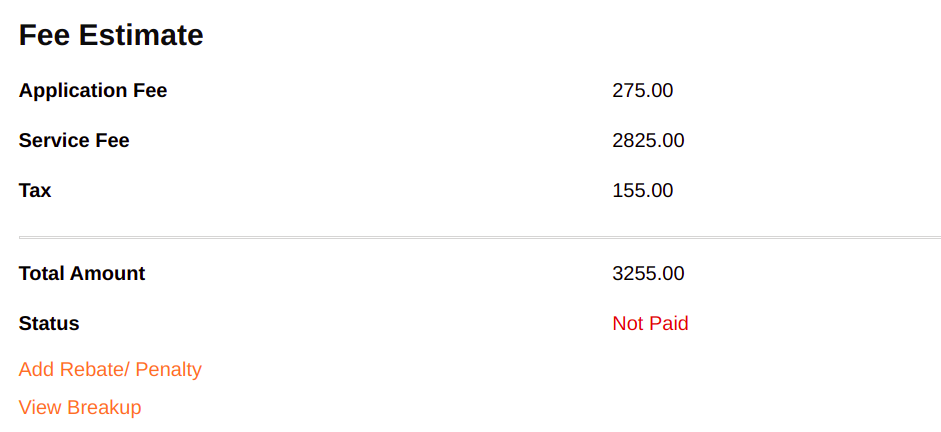 Fee Estimate
Application Fee 275.00
Service Fee 2825.00
Tax 155.00
Total Amount 3255.00
Status Not Paid
Add Rebate/ Penalty
View Breakup